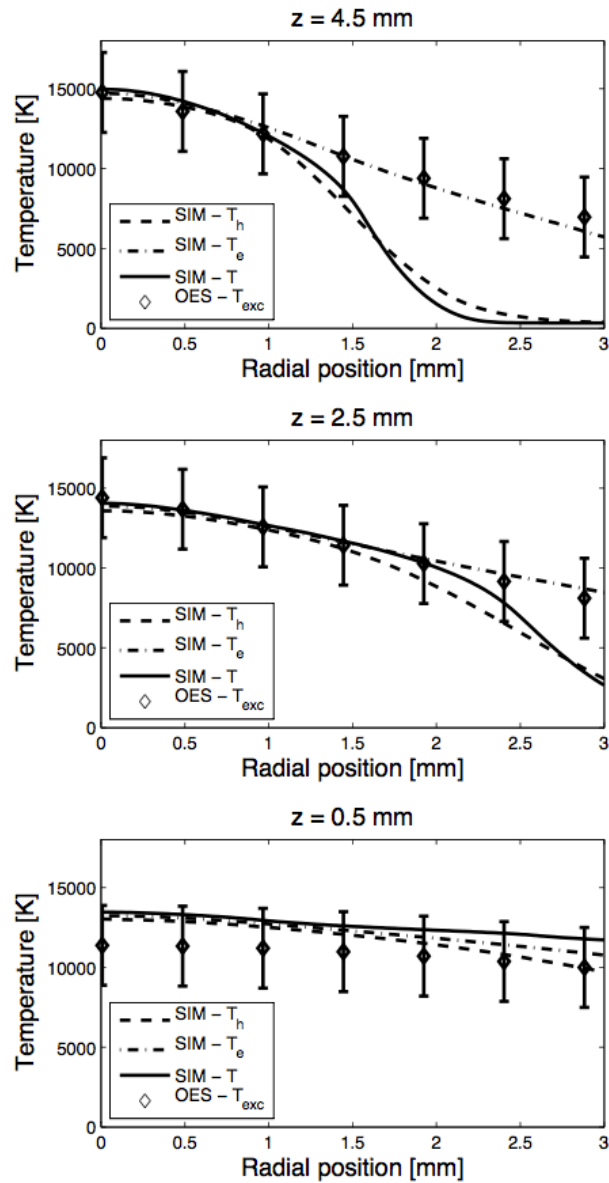 z = 4.5 mm
Temperature [K]
15000
10000
5000
0
SIM − T_h
SIM − T_e
SIM − T
OES − T_exc
0 0.5 1 1.5 2 2.5 3
Radial position [mm]
z = 2.5 mm
Temperature [K]
15000
10000
5000
0
SIM − T_h
SIM − T_e
SIM − T
OES − T_exc
0 0.5 1 1.5 2 2.5 3
Radial position [mm]
z = 0.5 mm
Temperature [K]
15000
10000
5000
0
SIM − T_h
SIM − T_e
SIM − T
OES − T_exc
0 0.5 1 1.5 2 2.5 3
Radial position [mm]